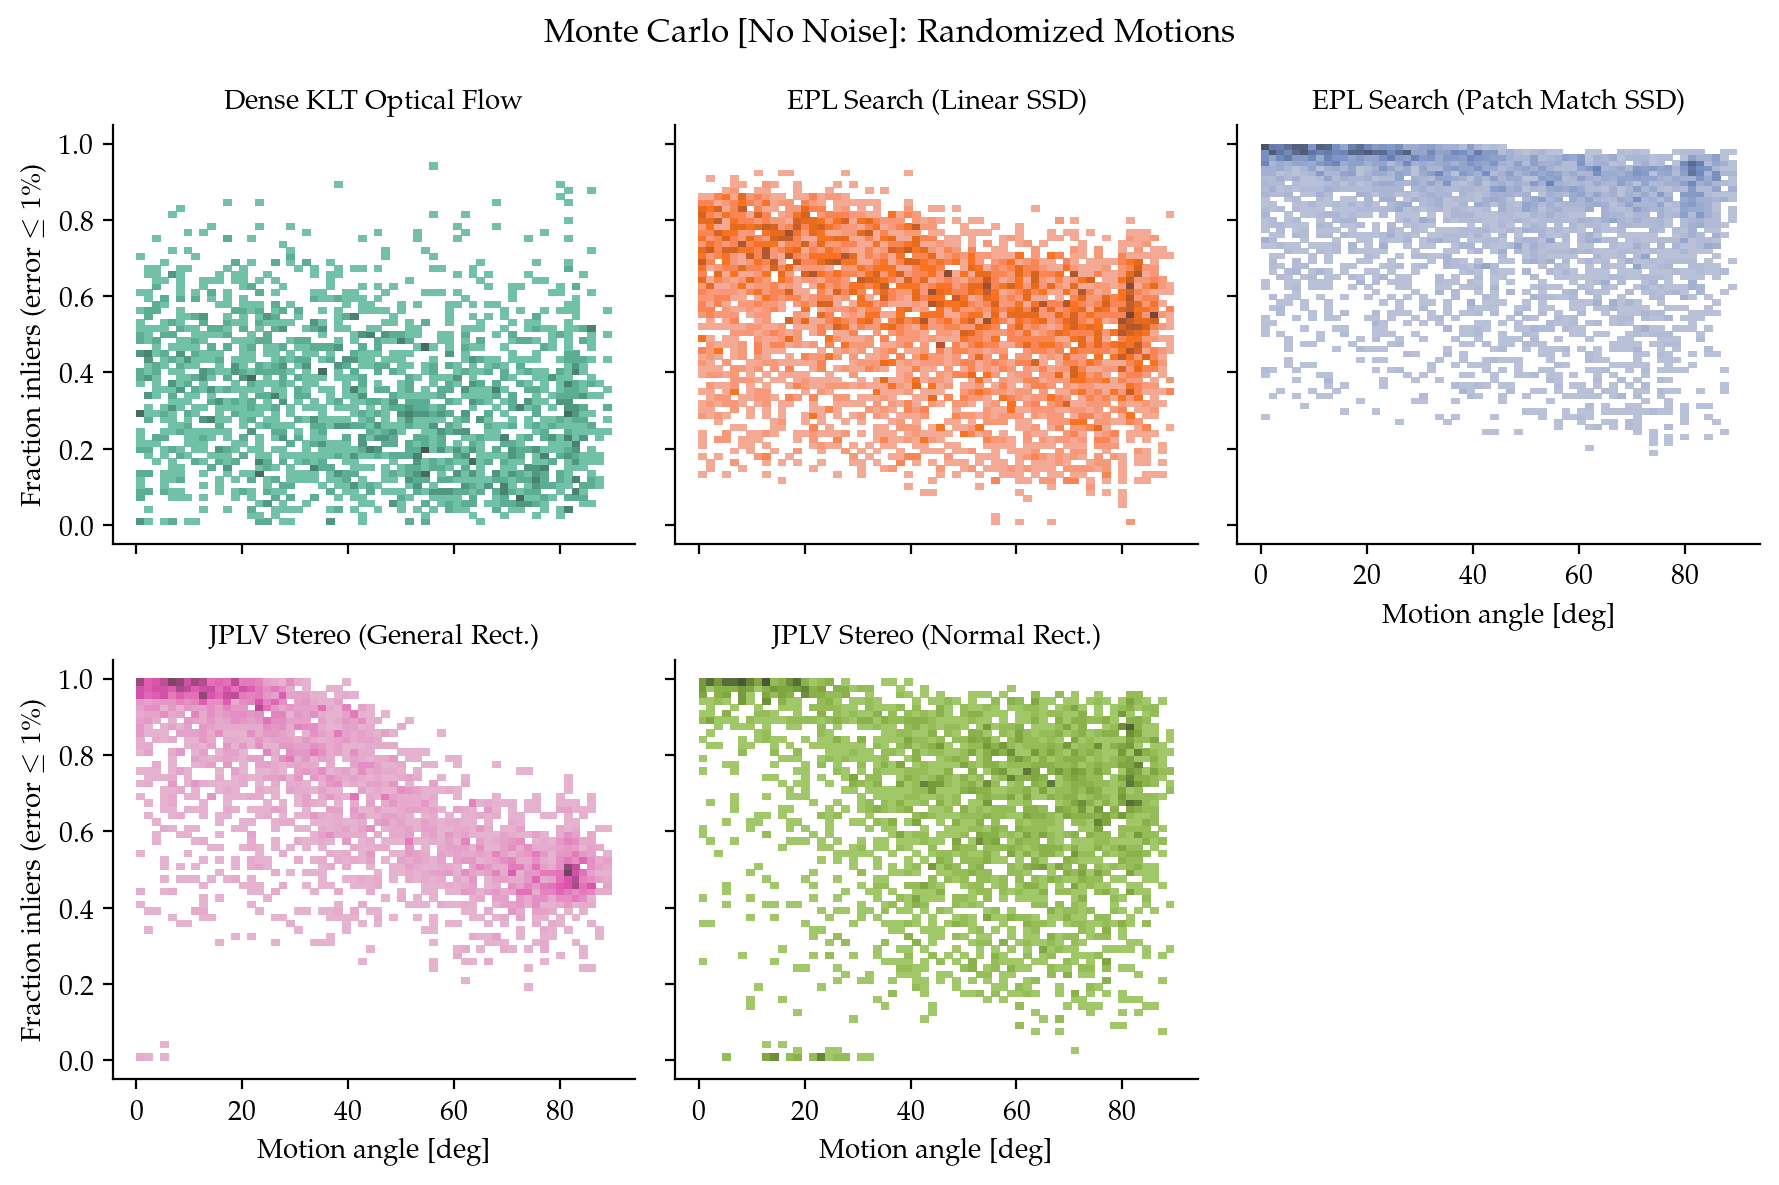 Monte Carlo [No Noise]: Randomized Motions
Dense KLT Optical Flow
EPL Search (Linear SSD)
EPL Search (Patch Match SSD)
Fraction inliers (error ≤ 1%)
1.0
0.8
0.6
0.4
0.2
0.0
0 20 40 60 80
Motion angle [deg]
JPLV Stereo (General Rect.)
JPLV Stereo (Normal Rect.)
Fraction inliers (error ≤ 1%)
1.0
0.8
0.6
0.4
0.2
0.0
0 20 40 60 80
0 20 40 60 80
Motion angle [deg]
Motion angle [deg]